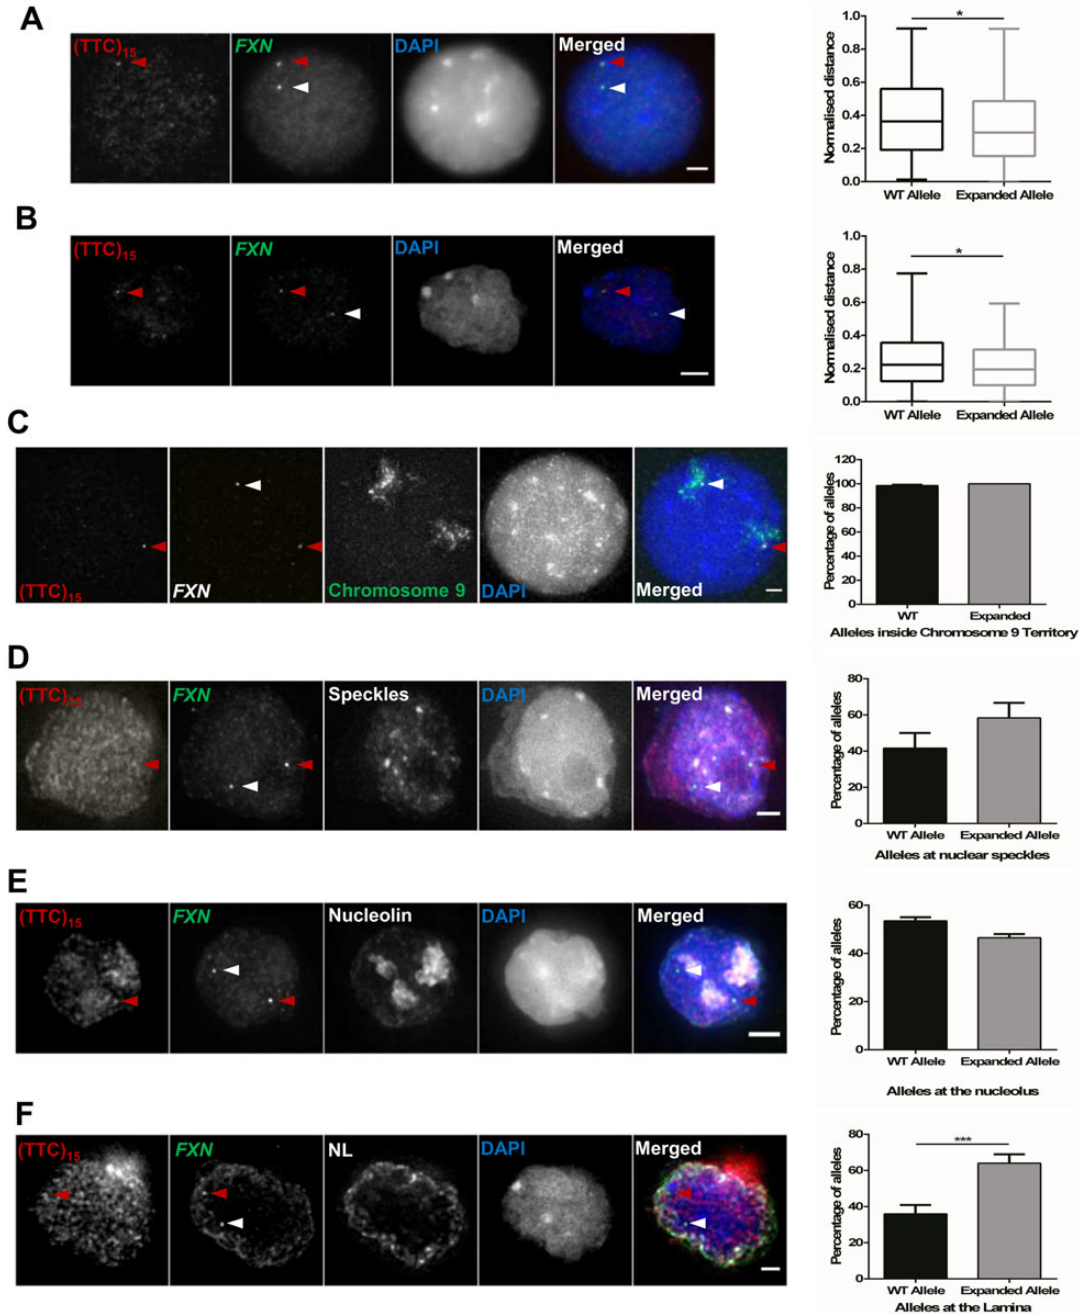 A
(TTC)15
FXN
DAPI
Merged
*
Normalised distance
1.0
0.8
0.6
0.4
0.2
0.0
WT Allele
Expanded Allele
B
(TTC)15
FXN
DAPI
Merged
*
Normalised distance
1.0
0.8
0.6
0.4
0.2
0.0
WT Allele
Expanded Allele
C
(TTC)15
FXN
Chromosome 9
DAPI
Merged
Percentage of alleles
120
100
80
60
40
20
0
WT
Expanded
Alleles inside Chromosome 9 Territory
D
(TTC)15
FXN
Speckles
DAPI
Merged
Percentage of alleles
80
60
40
20
0
WT Allele
Expanded Allele
Alleles at nuclear speckles
E
(TTC)15
FXN
Nucleolin
DAPI
Merged
Percentage of alleles
60
40
20
0
WT Allele
Expanded Allele
Alleles at the nucleolus
F
(TTC)15
FXN
NL
DAPI
Merged
***
Percentage of alleles
80
60
40
20
0
WT Allele
Expanded Allele
Alleles at the Lamina